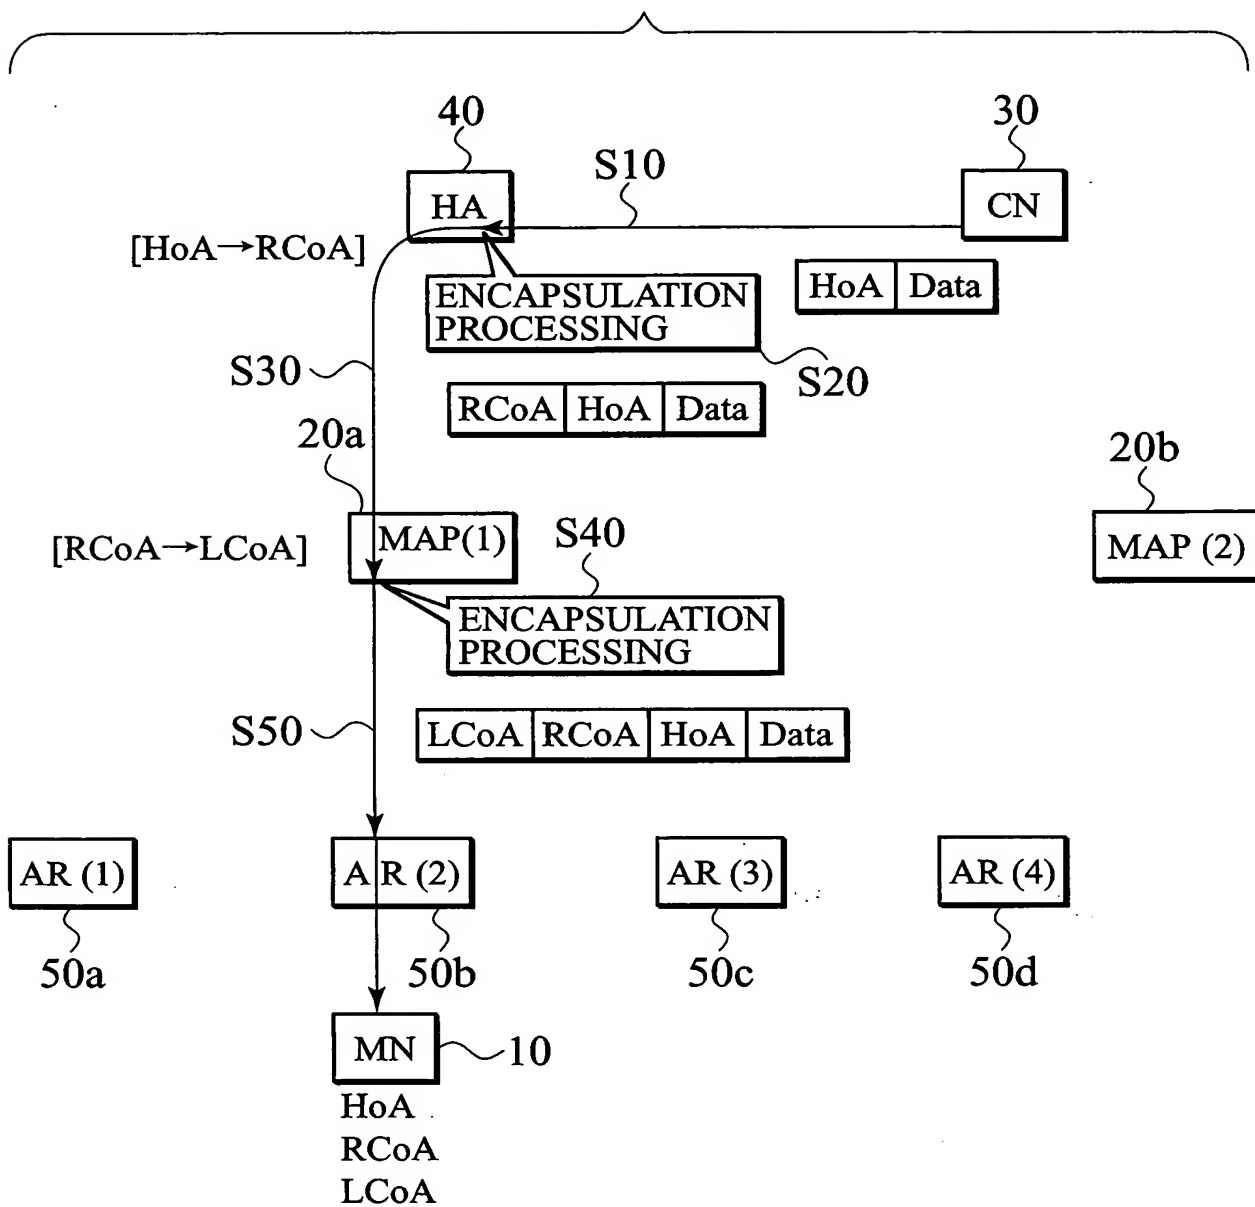 40
30
S10
HA
CN
[HoA→RCoA]
HoA Data
ENCAPSULATION
PROCESSING
S30
S20
RCoA HoA Data
20a
20b
MAP(1)
MAP (2)
[RCoA→LCoA]
S40
ENCAPSULATION
PROCESSING
S50
LCoA RCoA HoA Data
AR (1)
AR (2)
AR (3)
AR (4)
50a
50b
50c
50d
MN
10
HoA
RCoA
LCoA